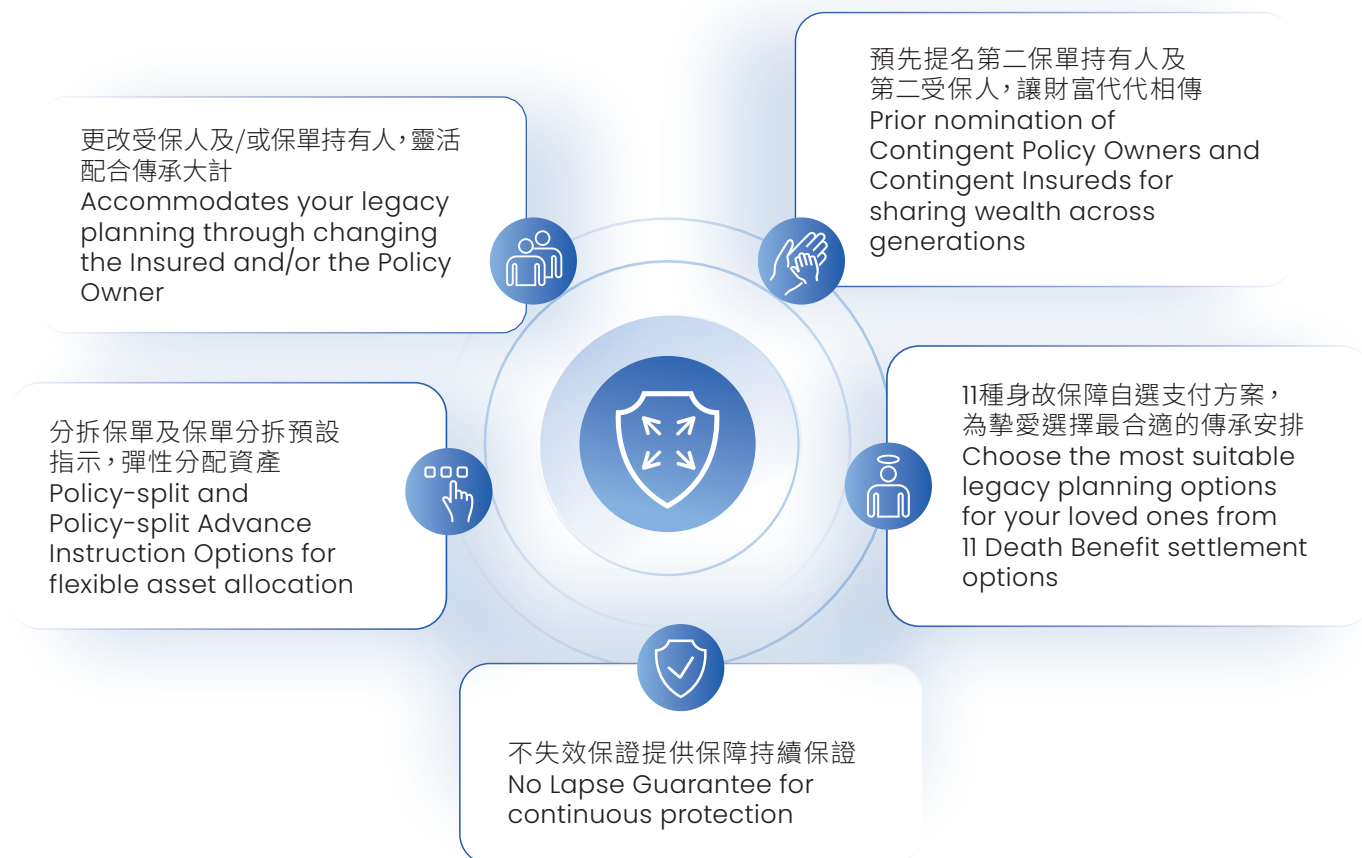 預先提名第二保單持有人及
第二受保人，讓財富代代相傳
Prior nomination of
Contingent Policy Owners and
Contingent Insureds for
sharing wealth across
generations
更改受保人及/或保單持有人，靈活
配合傳承大計
Accommodates your legacy
planning through changing
the Insured and/or the Policy
Owner
11種身故保障自選支付方案，
為摯愛選擇最合適的傳承安排
Choose the most suitable
legacy planning options
for your loved ones from
11 Death Benefit settlement
options
分拆保單及保單分拆預設
指示，彈性分配資產
Policy-split and
Policy-split Advance
Instruction Options for
flexible asset allocation
不失效保證提供保障持續保證
No Lapse Guarantee for
continuous protection